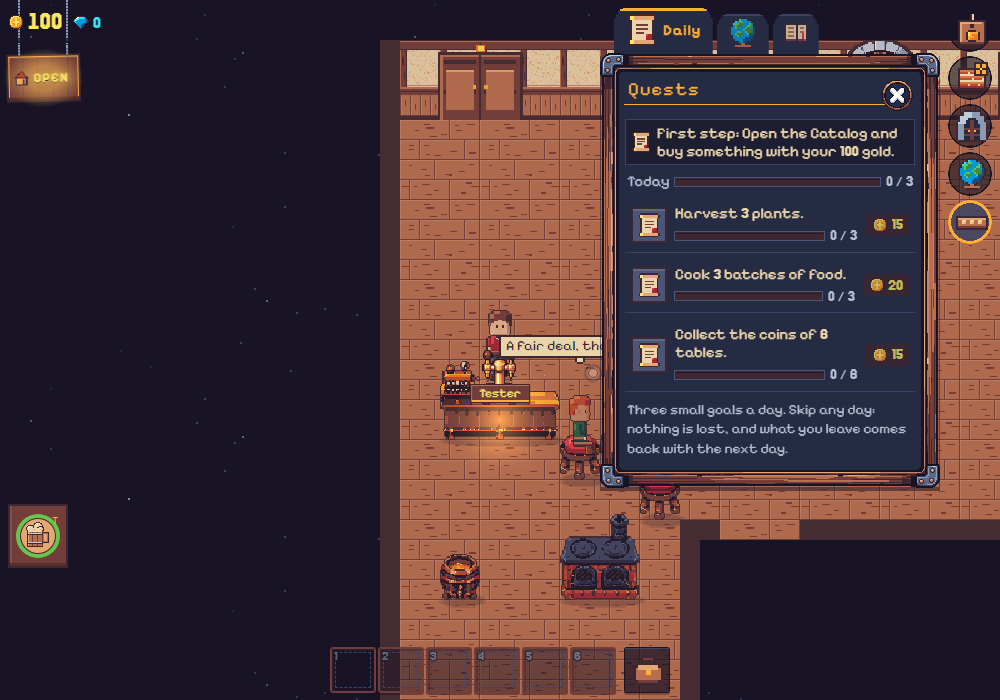 100
0
OPEN
Daily
Quests
First step: Open the Catalog and
buy something with your 100 gold.
Today
0 / 3
Harvest 3 plants.
0 / 3
15
Cook 3 batches of food.
0 / 3
20
Collect the coins of 8
tables.
0 / 8
15
Three small goals a day. Skip any day:
nothing is lost, and what you leave comes
back with the next day.
A fair deal,
Tester
1
2
3
4
5
6